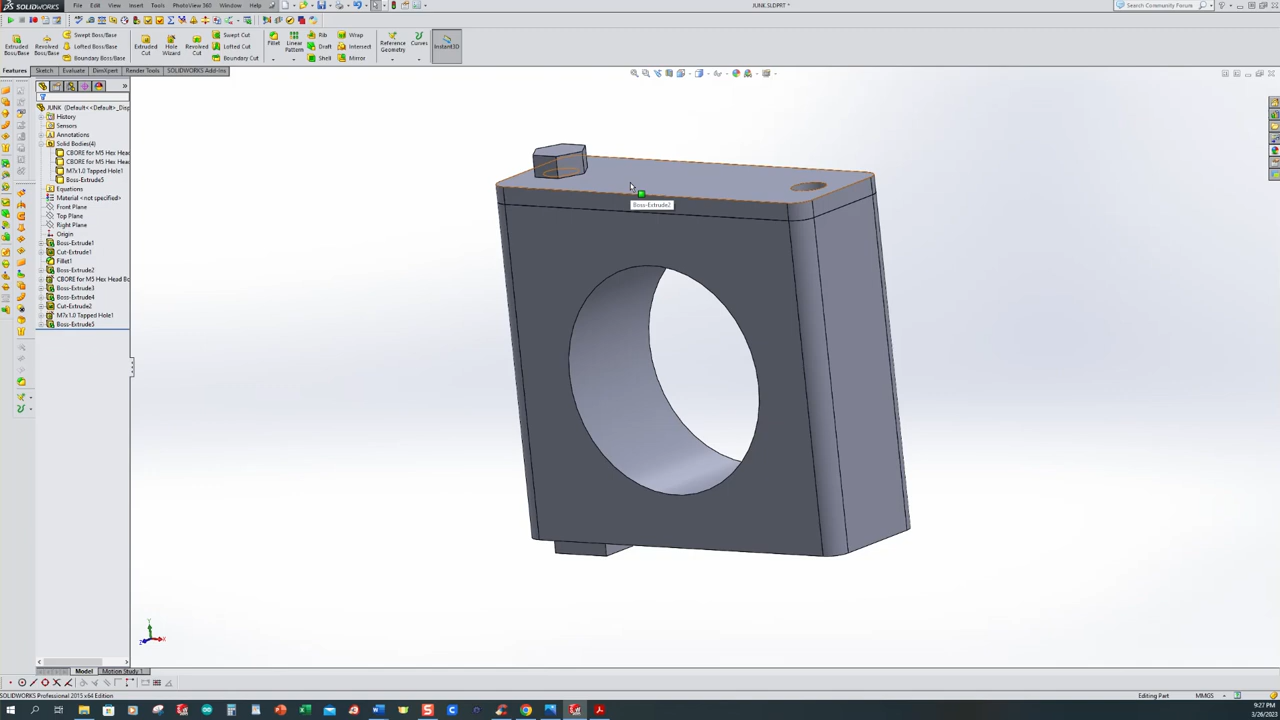 SOLIDWORKS File Edit View Insert Tools PhotoView 360 Window Help JUNK.SLDPRT * Search Community Forum
Extruded Boss/Base
Revolved Boss/Base
Swept Boss/Base
Lofted Boss/Base
Boundary Boss/Base
Extruded Cut
Hole Wizard
Revolved Cut
Swept Cut
Lofted Cut
Boundary Cut
Fillet
Linear Pattern
Rib
Draft
Shell
Wrap
Intersect
Mirror
Reference Geometry
Curves
Instant3D
Features Sketch Evaluate DimXpert Render Tools SOLIDWORKS Add-Ins
JUNK (Default<<Default>_Disp
History
Sensors
Annotations
Solid Bodies(4)
CBORE for M5 Hex Head
CBORE for M5 Hex Head
M7x1.0 Tapped Hole1
Boss-Extrude5
Equations
Material <not specified>
Front Plane
Top Plane
Right Plane
Origin
Boss-Extrude1
Cut-Extrude1
Fillet1
Boss-Extrude2
CBORE for M5 Hex Head Bo
Boss-Extrude3
Boss-Extrude4
Cut-Extrude2
M7x1.0 Tapped Hole1
Boss-Extrude5
Boss-Extrude2
Y
X
Z
Model Motion Study 1
SOLIDWORKS Professional 2015 x64 Edition Editing Part MMGS
9:27 PM
3/26/2023